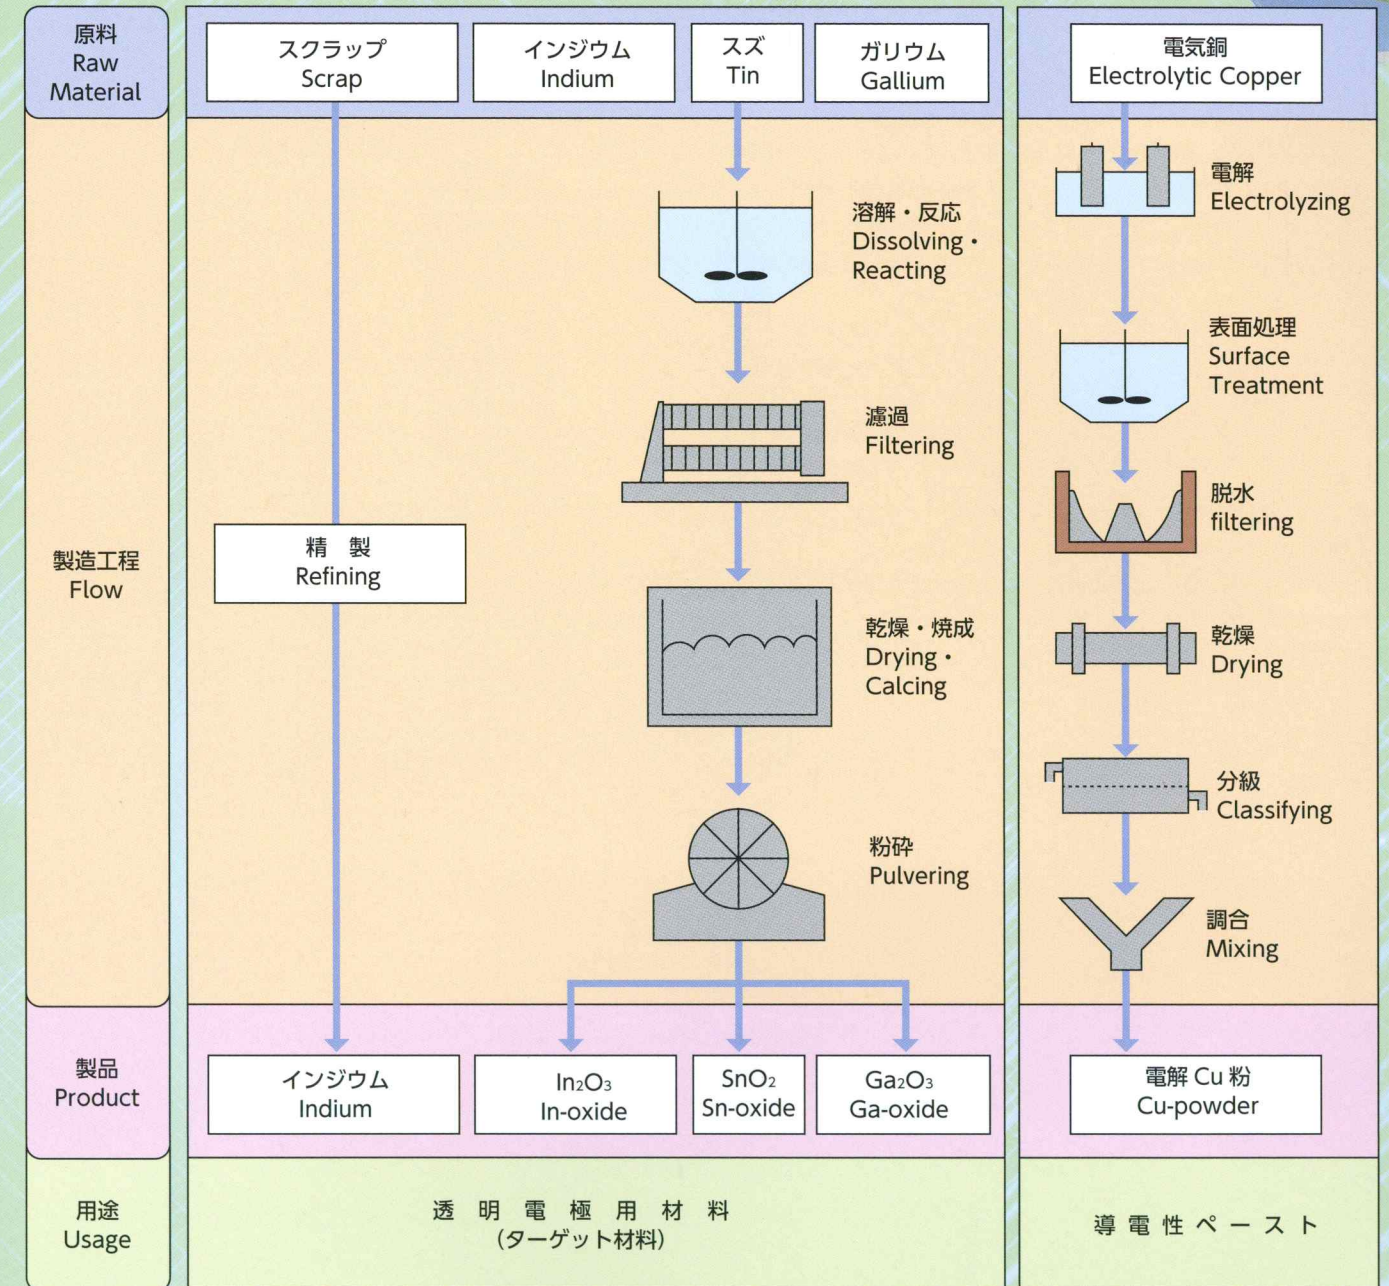 原料
Raw
Material
スクラップ
Scrap
インジウム
Indium
スズ
Tin
ガリウム
Gallium
電気銅
Electrolytic Copper
製造工程
Flow
精 製
Refining
溶解・反応
Dissolving・
Reacting
濾過
Filtering
乾燥・焼成
Drying・
Calcing
粉砕
Pulvering
電解
Electrolyzing
表面処理
Surface
Treatment
脱水
filtering
乾燥
Drying
分級
Classifying
調合
Mixing
製品
Product
インジウム
Indium
In₂O₃
In-oxide
SnO₂
Sn-oxide
Ga₂O₃
Ga-oxide
電解 Cu 粉
Cu-powder
用途
Usage
透 明 電 極 用 材 料
(ターゲット材料)
導 電 性 ペ ー ス ト